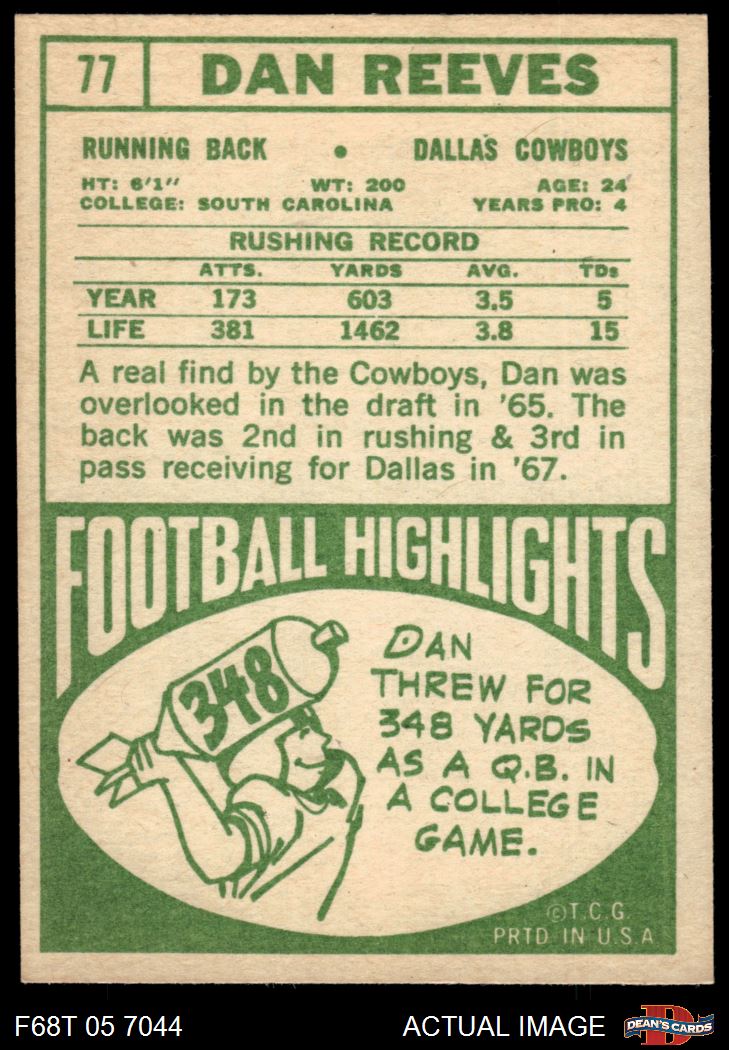 77 DAN REEVES
RUNNING BACK • DALLAS COWBOYS
HT: 6'1" WT: 200 AGE: 24
COLLEGE: SOUTH CAROLINA YEARS PRO: 4
RUSHING RECORD
ATTS. YARDS AVG. TDs
YEAR 173 603 3.5 5
LIFE 381 1462 3.8 15
A real find by the Cowboys, Dan was
overlooked in the draft in '65. The
back was 2nd in rushing & 3rd in
pass receiving for Dallas in '67.
FOOTBALL HIGHLIGHTS
348
DAN
THREW FOR
348 YARDS
AS A Q.B. IN
A COLLEGE
GAME.
©T.C.G.
PRTD IN U.S.A
F68T 05 7044 ACTUAL IMAGE
D
DEAN'S CARDS